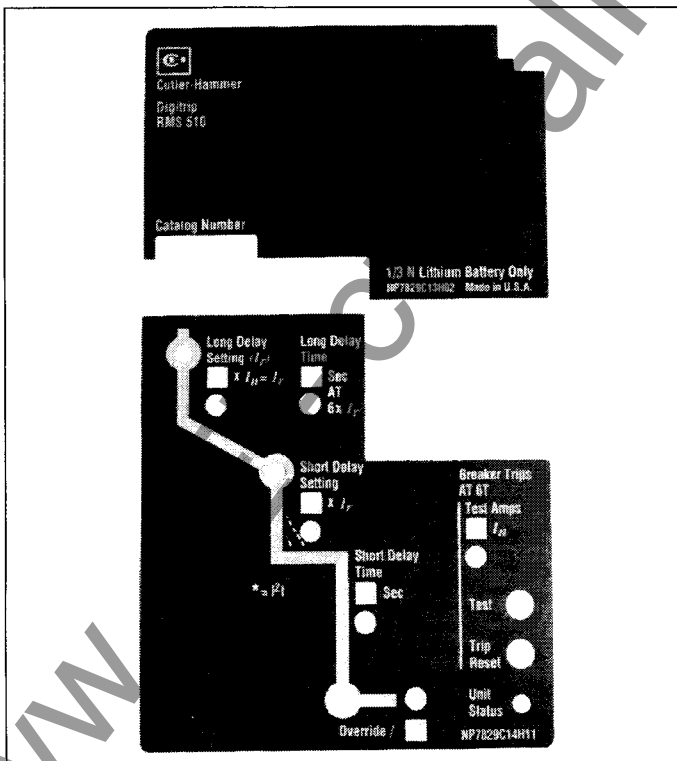 Cutler-Hammer
Digitrip
RMS 510
Catalog Number
1/3 N Lithium Battery Only
NP7829C13H02 Made in U.S.A.
Long Delay
Setting (Ir)
x In = Ir
Long Delay
Time
Sec
AT
6x Ir
Short Delay
Setting
x Ir
Short Delay
Time
Sec
* = I²t
Breaker Trips
AT 6T
Test Amps
In
Test
Trip
Reset
Unit
Status
Override /
NP7829C14H11